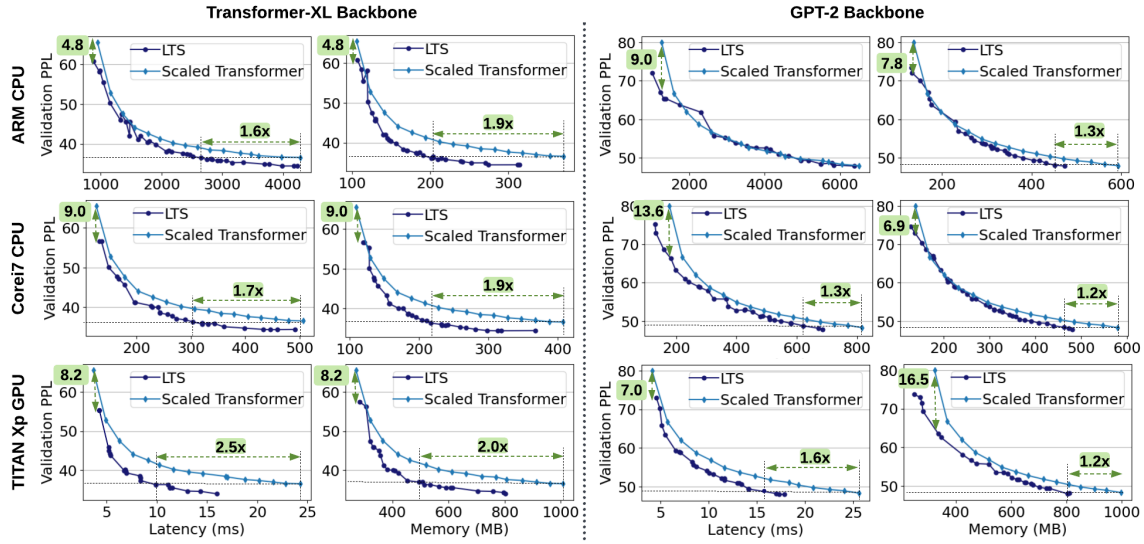 Transformer-XL Backbone
GPT-2 Backbone
ARM CPU
Validation PPL
60
50
40
4.8
LTS
Scaled Transformer
1.6x
1000 2000 3000 4000
60
50
40
4.8
LTS
Scaled Transformer
1.9x
100 200 300
Validation PPL
80
70
60
50
9.0
LTS
Scaled Transformer
2000 4000 6000
80
70
60
50
7.8
LTS
Scaled Transformer
1.3x
200 300 400 500 600
Corei7 CPU
Validation PPL
60
50
40
9.0
LTS
Scaled Transformer
1.7x
200 300 400 500
60
50
40
9.0
LTS
Scaled Transformer
1.9x
100 200 300 400
Validation PPL
80
70
60
50
13.6
LTS
Scaled Transformer
1.3x
200 400 600 800
80
70
60
50
6.9
LTS
Scaled Transformer
1.2x
100 200 300 400 500 600
TITAN Xp GPU
Validation PPL
60
50
40
8.2
LTS
Scaled Transformer
2.5x
5 10 15 20 25
Latency (ms)
60
50
40
8.2
LTS
Scaled Transformer
2.0x
400 600 800 1000
Memory (MB)
Validation PPL
80
70
60
50
7.0
LTS
Scaled Transformer
1.6x
5 10 15 20 25
Latency (ms)
80
70
60
50
16.5
LTS
Scaled Transformer
1.2x
200 400 600 800 1000
Memory (MB)